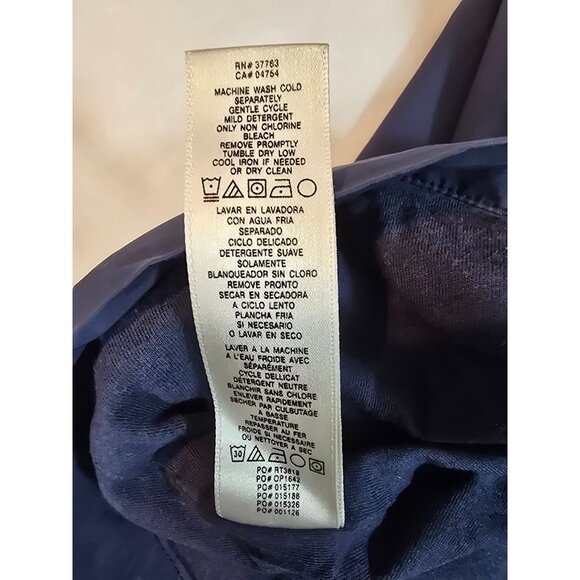 RN# 37763
CA# 04754
MACHINE WASH COLD
SEPARATELY
GENTLE CYCLE
MILD DETERGENT
ONLY NON CHLORINE
BLEACH
REMOVE PROMPTLY
TUMBLE DRY LOW
COOL IRON IF NEEDED
OR DRY CLEAN
LAVAR EN LAVADORA
CON AGUA FRIA
SEPARADO
CICLO DELICADO
DETERGENTE SUAVE
SOLAMENTE
BLANQUEADOR SIN CLORO
REMOVE PRONTO
SECAR EN SECADORA
A CICLO LENTO
PLANCHA FRIA
SI NECESARIO
O LAVAR EN SECO
LAVER À LA MACHINE
À L'EAU FROIDE AVEC
SÉPARÉMENT
CYCLE DELLICAT
DETERGENT NEUTRE
BLANCHIR SANS CHLORE
ENLEVER RAPIDEMENT
SECHER PAR CULBUTAGE
A BASSE
TEMPERATURE
REPASSER AU FER
FROIDE SI NECESSAIRE
OU NETTOYER A SEC
30
PO# RT3818
PO# OP1642
PO# 015177
PO# 015188
PO# 015326
PO# 001126